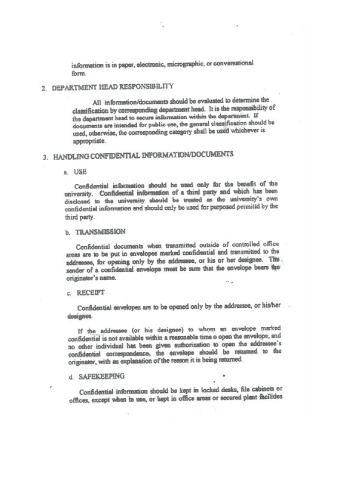 information is in paper, electronic, micrographic, or conversational
form.
2. DEPARTMENT HEAD RESPONSIBILITY
All information/documents should be evaluated to determine the
classification by corresponding department head. It is the responsibility of
the department head to secure information within the department. If
documents are intended for public use, the general classification should be
used, otherwise, the corresponding category shall be used whichever is
appropriate.
3. HANDLING CONFIDENTIAL INFORMATION/DOCUMENTS
a. USE
Confidential information should be used only for the benefit of the
university. Confidential information of a third party and which has been
disclosed to the university should be treated as the university's own
confidential information and should only be used for purposed permitted by the
third party.
b. TRANSMISSION
Confidential documents when transmitted outside of controlled office
areas are to be put in envelopes marked confidential and transmitted to the
addressee, for opening only by the addressee, or his or her designee. The
sender of a confidential envelope must be sure that the envelope bears the
originator's name.
c. RECEIPT
Confidential envelopes are to be opened only by the addressee, or his/her
designee.
If the addressee (or his designee) to whom an envelope marked
confidential is not available within a reasonable time o open the envelope, and
no other individual has been given authorization to open the addressee's
confidential correspondence, the envelope should be returned to the
originator, with an explanation of the reason it is being returned.
d. SAFEKEEPING
Confidential information should be kept in locked desks, file cabinets or
offices, except when in use, or kept in office areas or secured plant facilities